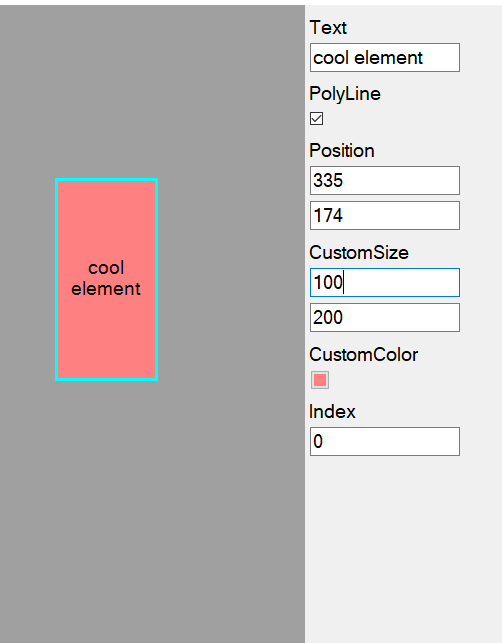 Text
cool element
PolyLine
Position
335
174
CustomSize
100
200
CustomColor
Index
0
cool
element